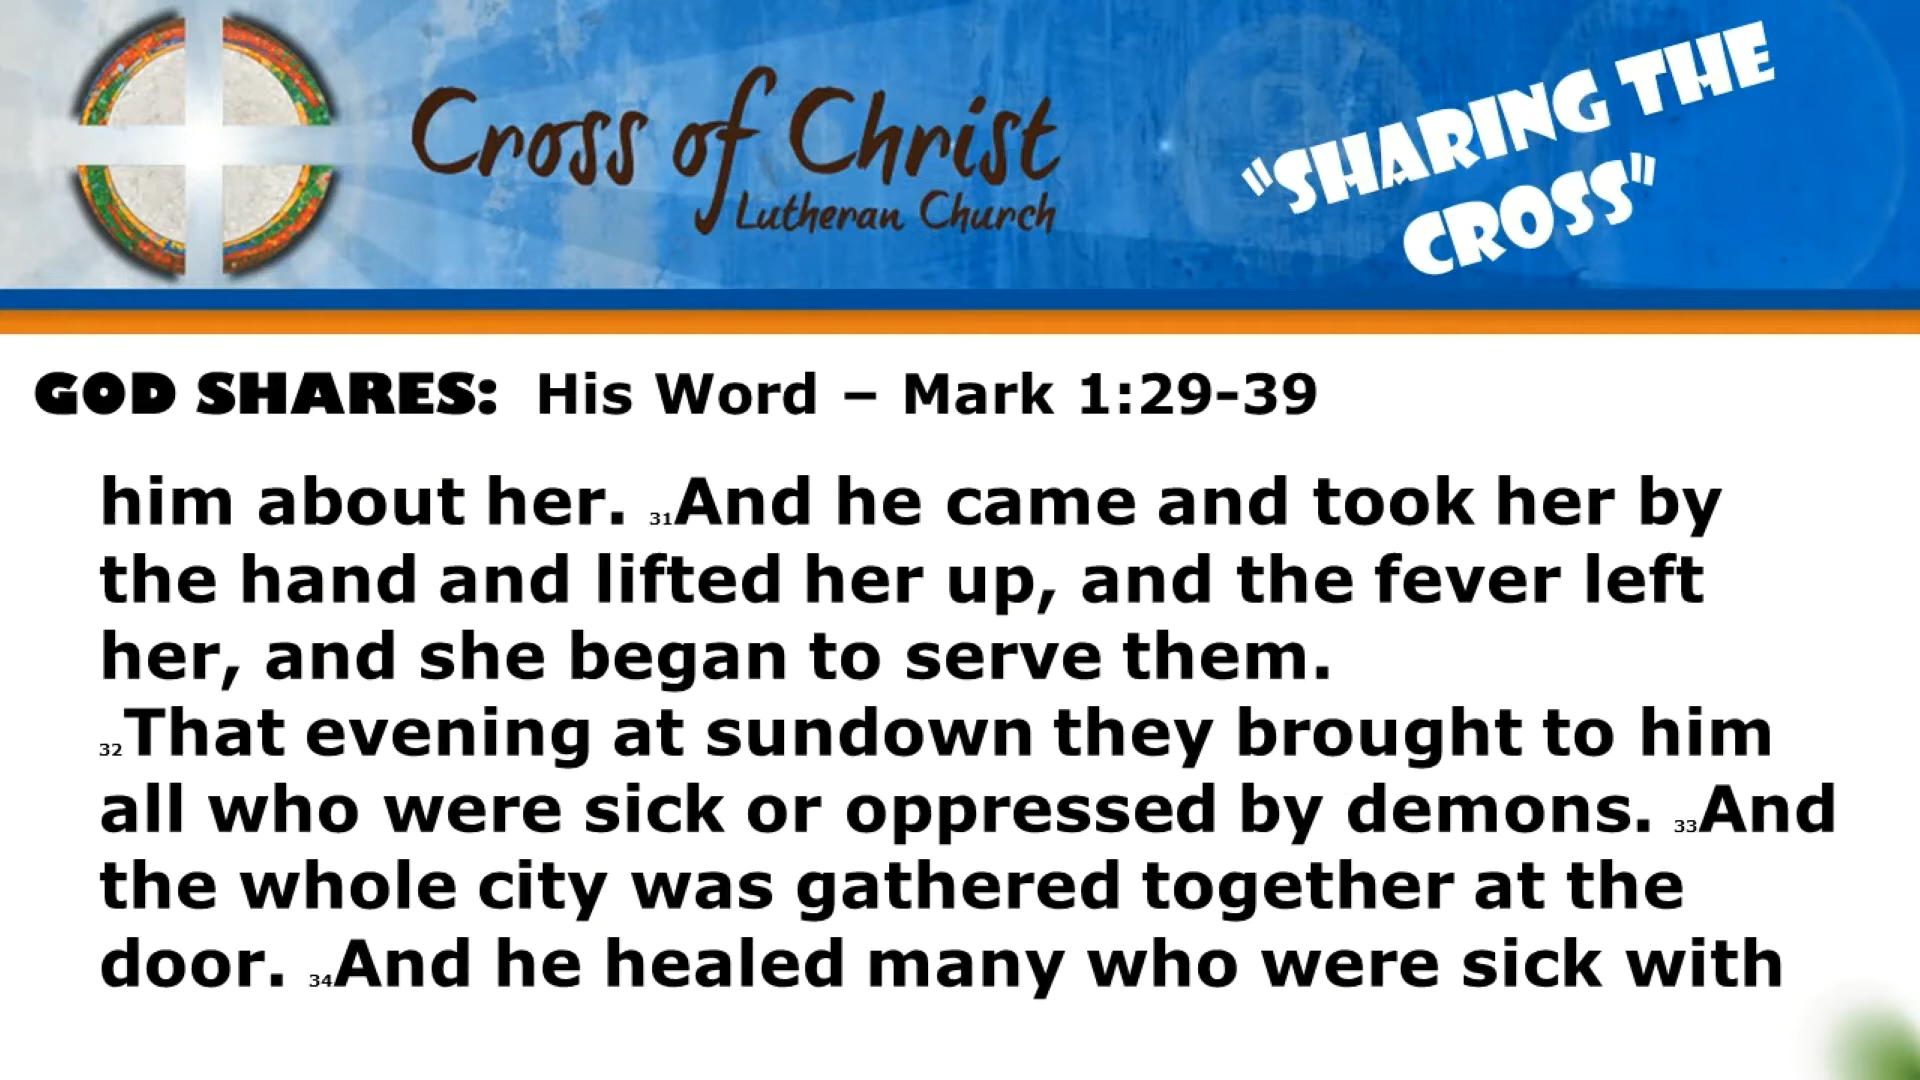 Cross of Christ
Lutheran Church
"SHARING THE
CROSS"
GOD SHARES: His Word – Mark 1:29-39
him about her. 31And he came and took her by
the hand and lifted her up, and the fever left
her, and she began to serve them.
32That evening at sundown they brought to him
all who were sick or oppressed by demons. 33And
the whole city was gathered together at the
door. 34And he healed many who were sick with